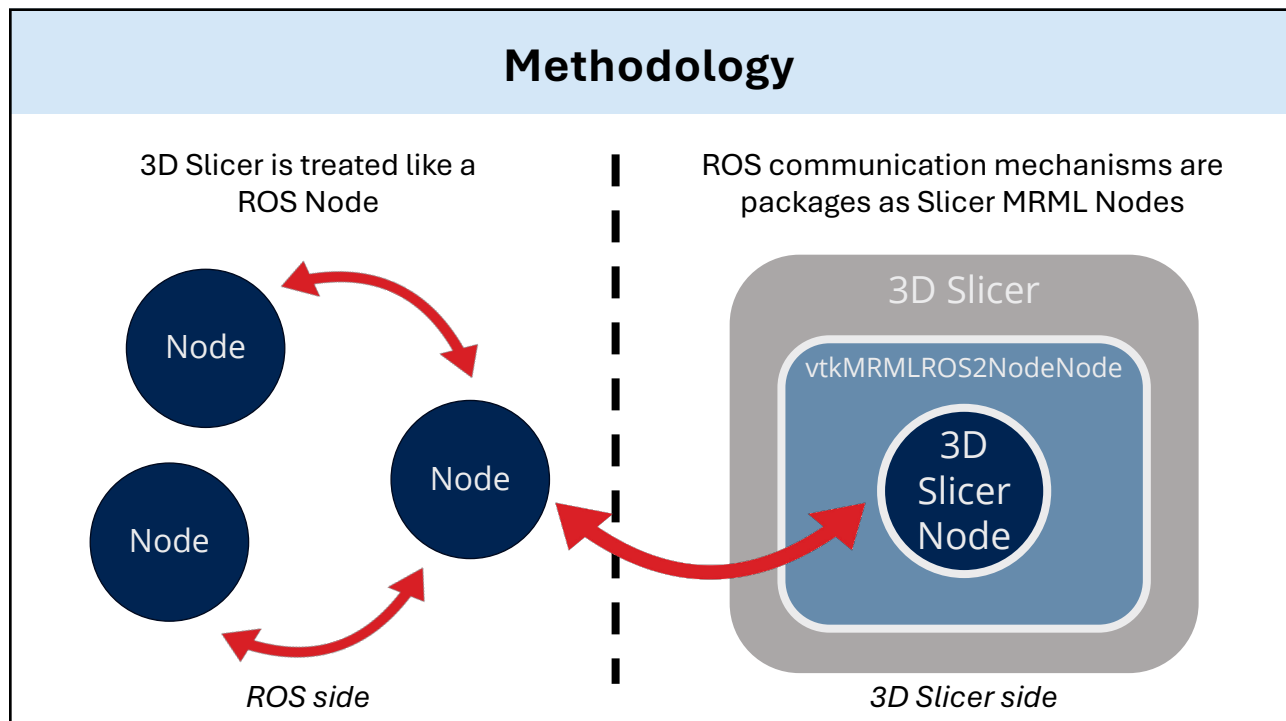 Methodology
3D Slicer is treated like a
ROS Node
ROS communication mechanisms are
packages as Slicer MRML Nodes
Node
Node
Node
ROS side
3D Slicer
vtkMRMLROS2NodeNode
3D
Slicer
Node
3D Slicer side